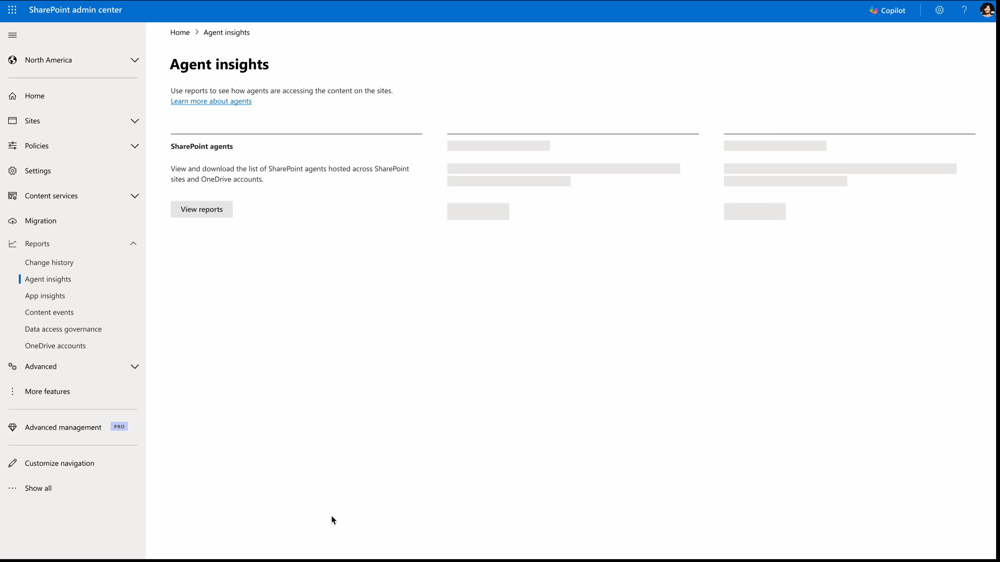 SharePoint admin center
Copilot
North America
Home
Sites
Policies
Settings
Content services
Migration
Reports
Change history
Agent insights
App insights
Content events
Data access governance
OneDrive accounts
Advanced
More features
Advanced management PRO
Customize navigation
Show all
Home > Agent insights
Agent insights
Use reports to see how agents are accessing the content on the sites.
Learn more about agents
SharePoint agents
View and download the list of SharePoint agents hosted across SharePoint
sites and OneDrive accounts.
View reports